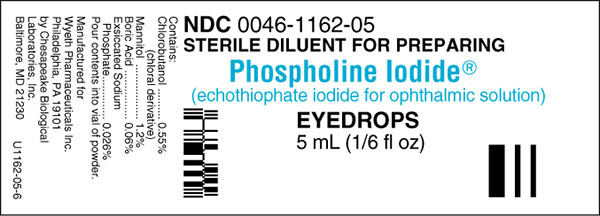 Contains:
Chlorobutanol ......... 0.55%
(chloral derivative)
Mannitol ................... 1.2%
Boric Acid ............... 0.06%
Exsiccated Sodium
Phosphate............. 0.026%
Pour contents into vial of powder.
Manufactured for
Wyeth Pharmaceuticals Inc.
Philadelphia, PA 19101
by Chesapeake Biological
Laboratories, Inc.
Baltimore, MD 21230 U1162-05-6
NDC 0046-1162-05
STERILE DILUENT FOR PREPARING
Phospholine Iodide®
(echothiophate iodide for ophthalmic solution)
EYEDROPS
5 mL (1/6 fl oz)